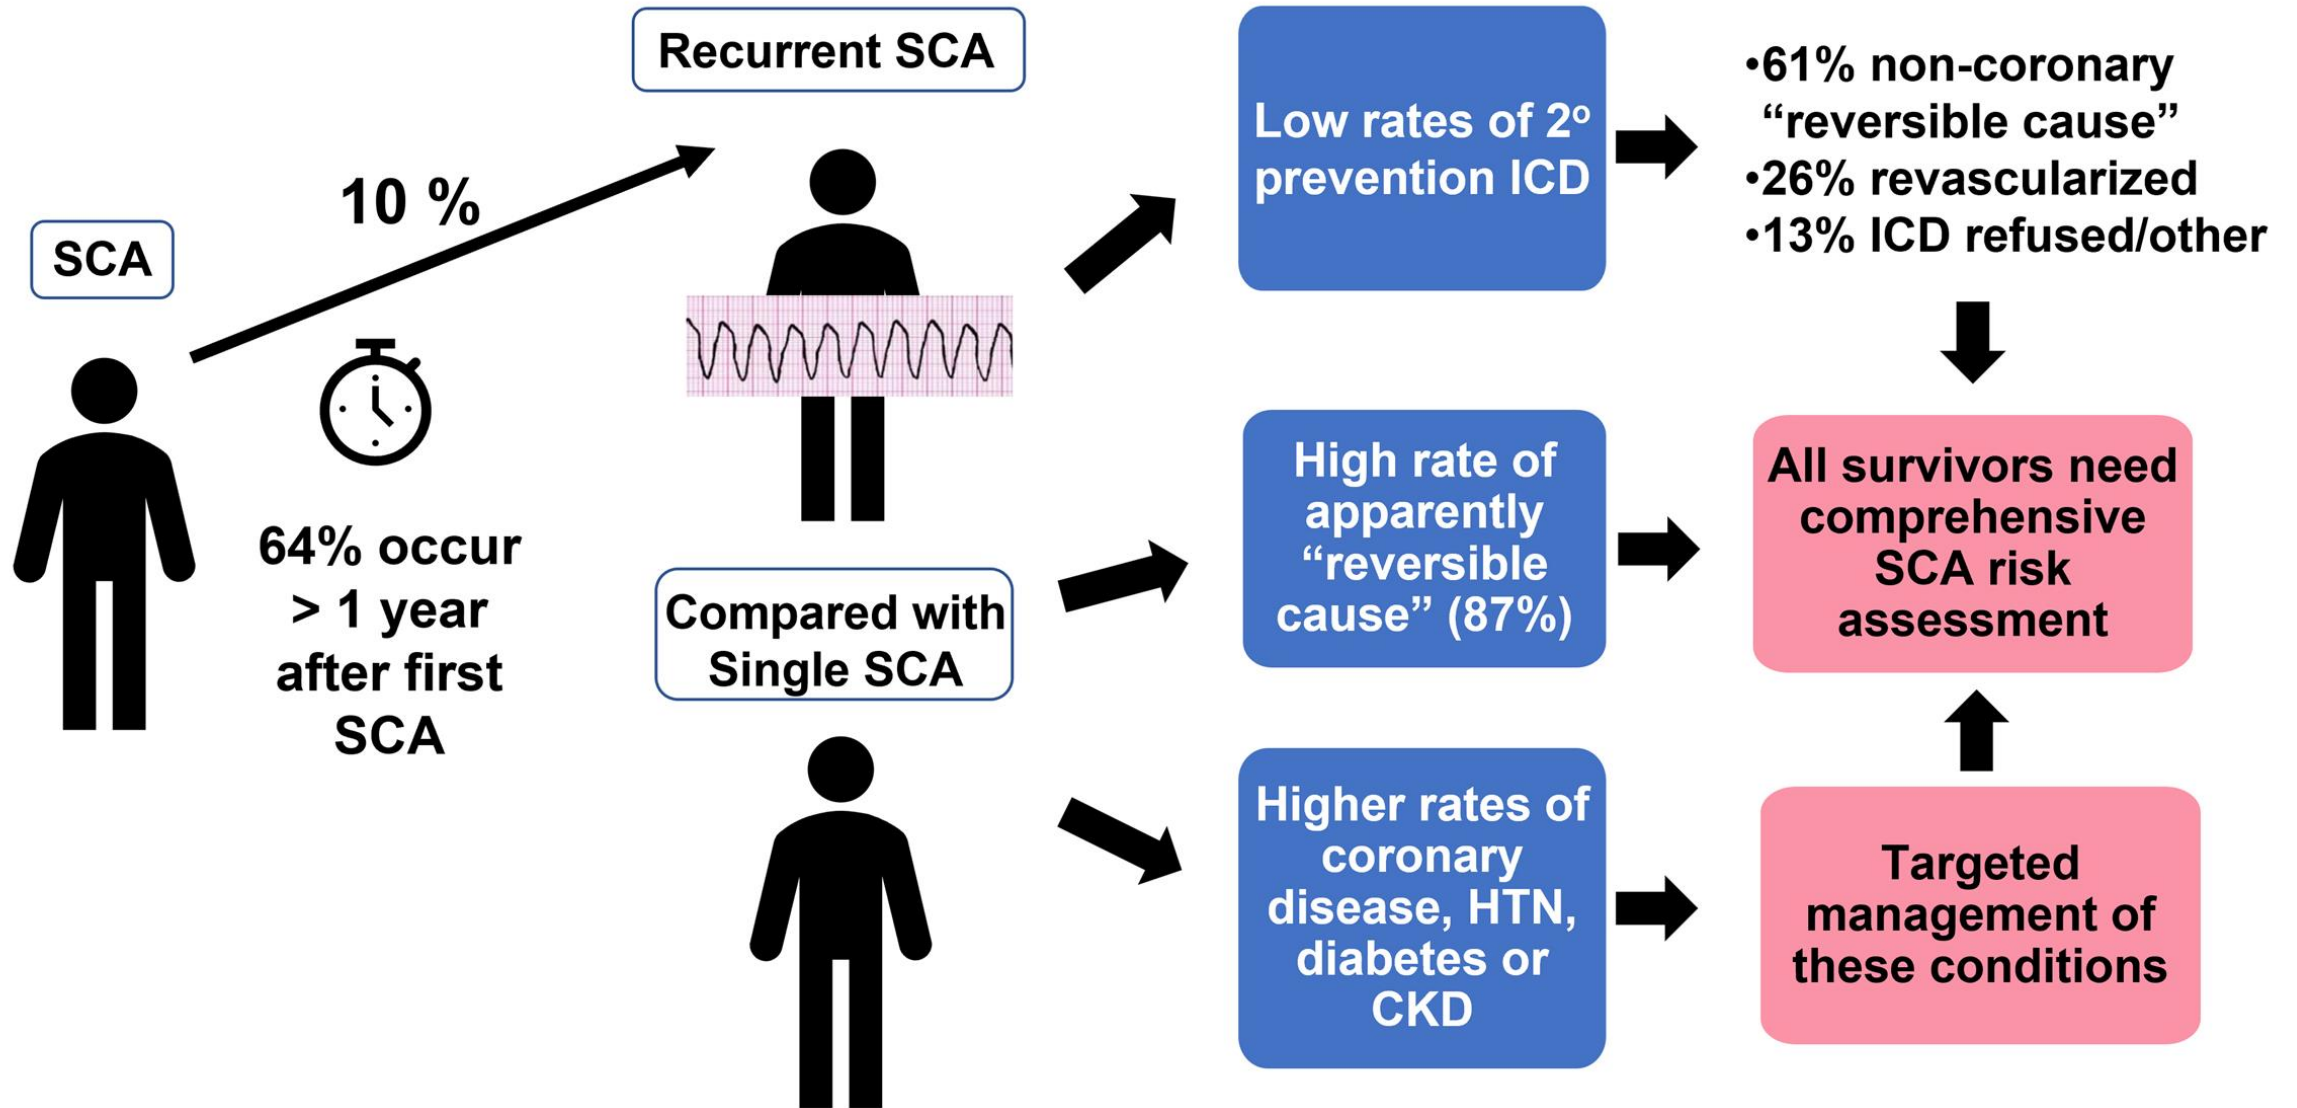 SCA
10 %
64% occur
> 1 year
after first
SCA
Recurrent SCA
Compared with
Single SCA
Low rates of 2º
prevention ICD
•61% non-coronary
“reversible cause”
•26% revascularized
•13% ICD refused/other
High rate of
apparently
“reversible
cause” (87%)
All survivors need
comprehensive
SCA risk
assessment
Higher rates of
coronary
disease, HTN,
diabetes or
CKD
Targeted
management of
these conditions